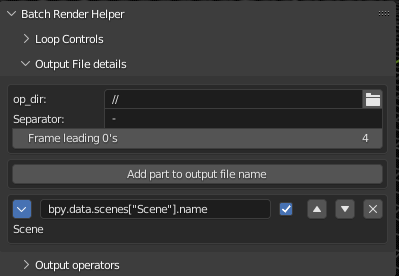 Batch Render Helper
Loop Controls
Output File details
op_dir: //
Separator: -
Frame leading 0's 4
Add part to output file name
bpy.data.scenes["Scene"].name
Scene
Output operators